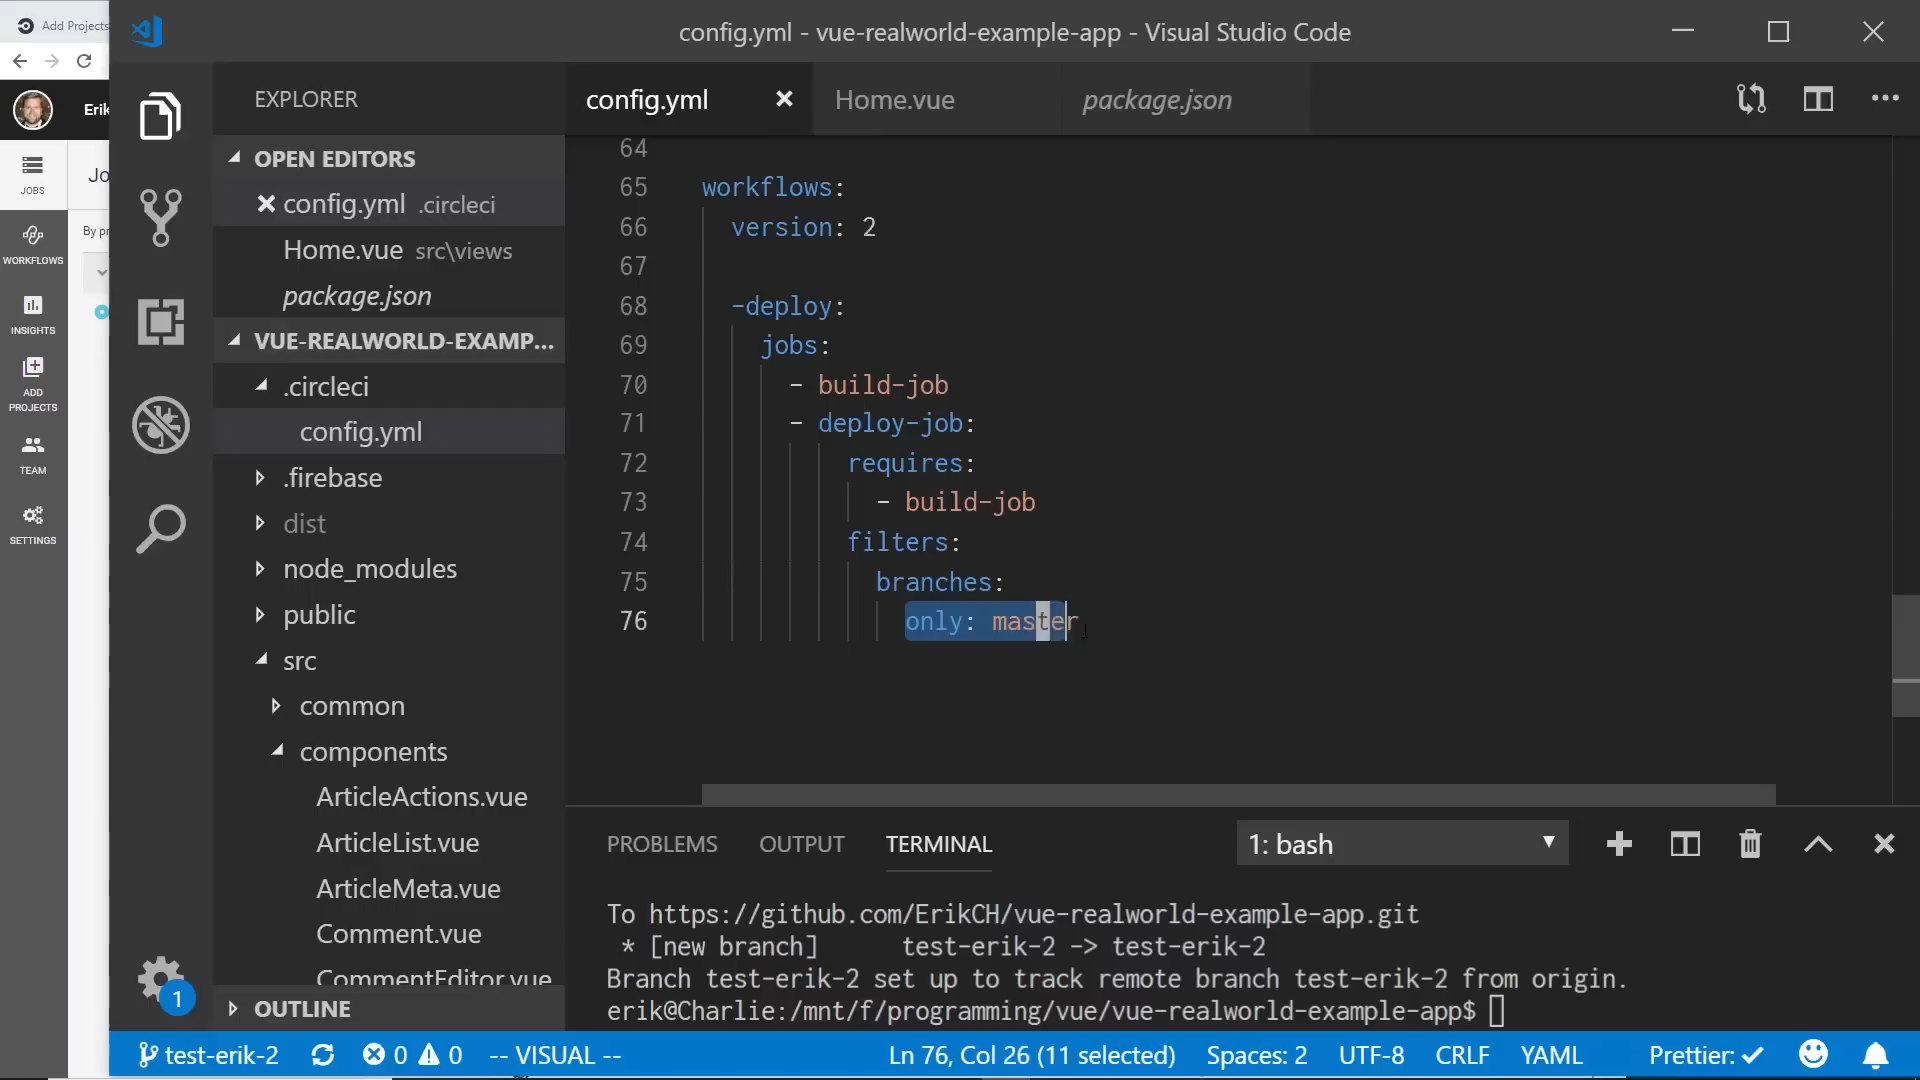 Add Projects
config.yml - vue-realworld-example-app - Visual Studio Code
Erik
JOBS
WORKFLOWS
INSIGHTS
ADD
PROJECTS
TEAM
SETTINGS
Jo
By pr
EXPLORER
OPEN EDITORS
config.yml .circleci
Home.vue src\views
package.json
VUE-REALWORLD-EXAMP...
.circleci
config.yml
.firebase
dist
node_modules
public
src
common
components
ArticleActions.vue
ArticleList.vue
ArticleMeta.vue
Comment.vue
CommentEditor.vue
OUTLINE
1
config.yml
Home.vue
package.json
64
65 workflows:
66 version: 2
67
68 -deploy:
69 jobs:
70 - build-job
71 - deploy-job:
72 requires:
73 - build-job
74 filters:
75 branches:
76 only: master
PROBLEMS OUTPUT TERMINAL
1: bash
To https://github.com/ErikCH/vue-realworld-example-app.git
* [new branch] test-erik-2 -> test-erik-2
Branch test-erik-2 set up to track remote branch test-erik-2 from origin.
erik@Charlie:/mnt/f/programming/vue/vue-realworld-example-app$
test-erik-2 0 0 -- VISUAL -- Ln 76, Col 26 (11 selected) Spaces: 2 UTF-8 CRLF YAML Prettier: ✓